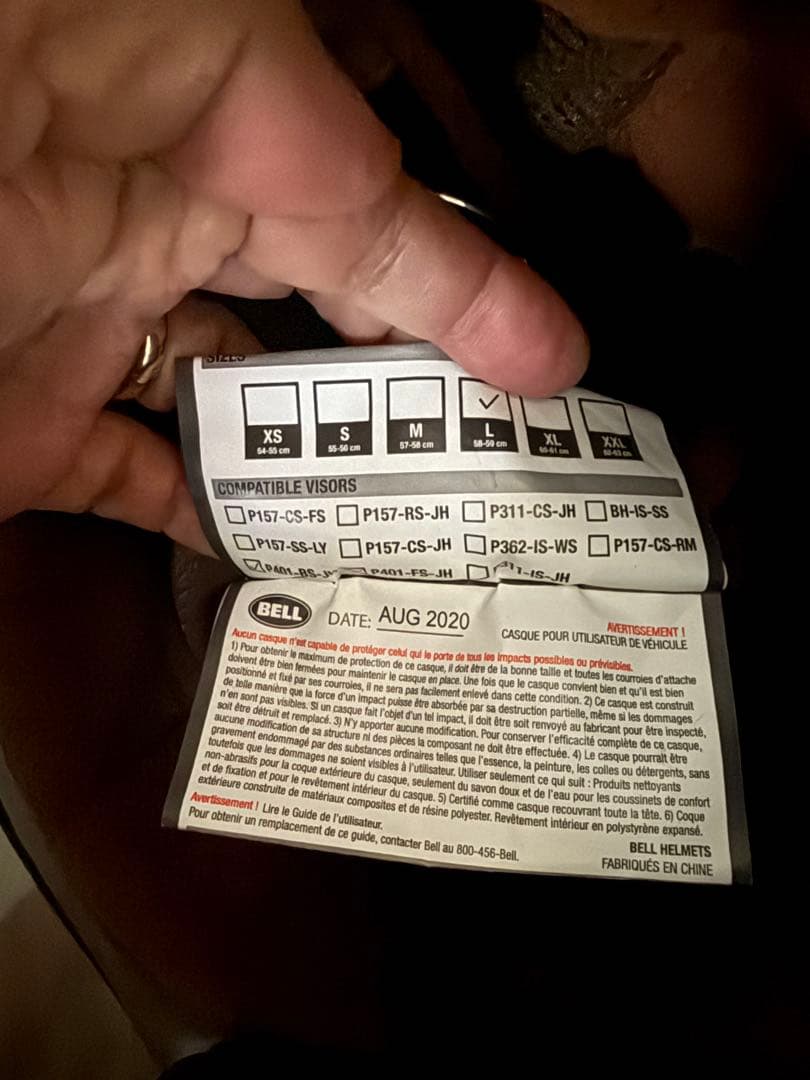 SIZES
XS
54-55 cm
S
55-56 cm
M
57-58 cm
L
58-59 cm
XL
60-61 cm
XXL
62-63 cm
COMPATIBLE VISORS
P157-CS-FS P157-RS-JH P311-CS-JH BH-IS-SS
P157-SS-LY P157-CS-JH P362-IS-WS P157-CS-RM
P401-FS-JH
BELL DATE: AUG 2020
AVERTISSEMENT !
CASQUE POUR UTILISATEUR DE VÉHICULE
Aucun casque n'est capable de protéger celui qui le porte de tous les impacts possibles ou prévisibles.
1) Pour obtenir le maximum de protection de ce casque, il doit être de la bonne taille et toutes les courroies d'attache
doivent être bien fermées pour maintenir le casque en place. Une fois que le casque convient bien et qu'il est bien
positionné et fixé par ses courroies, il ne sera pas facilement enlevé dans cette condition. 2) Ce casque est construit
de telle manière que la force d'un impact puisse être absorbée par sa destruction partielle, même si les dommages
n'en sont pas visibles. Si un casque fait l'objet d'un tel impact, il doit être soit renvoyé au fabricant pour être inspecté,
soit être détruit et remplacé. 3) N'y apporter aucune modification. Pour conserver l'efficacité complète de ce casque,
aucune modification de sa structure ni des pièces la composant ne doit être effectuée. 4) Le casque pourrait être
gravement endommagé par des substances ordinaires telles que l'essence, la peinture, les colles ou détergents, sans
toutefois que les dommages ne soient visibles à l'utilisateur. Utiliser seulement ce qui suit : Produits nettoyants
non-abrasifs pour la coque extérieure du casque, seulement du savon doux et de l'eau pour les coussinets de confort
et de fixation et pour le revêtement intérieur du casque. 5) Certifié comme casque recouvrant toute la tête. 6) Coque
extérieure construite de matériaux composites et de résine polyester. Revêtement intérieur en polystyrène expansé.
Avertissement ! Lire le Guide de l'utilisateur.
Pour obtenir un remplacement de ce guide, contacter Bell au 800-456-Bell.
BELL HELMETS
FABRIQUÉS EN CHINE